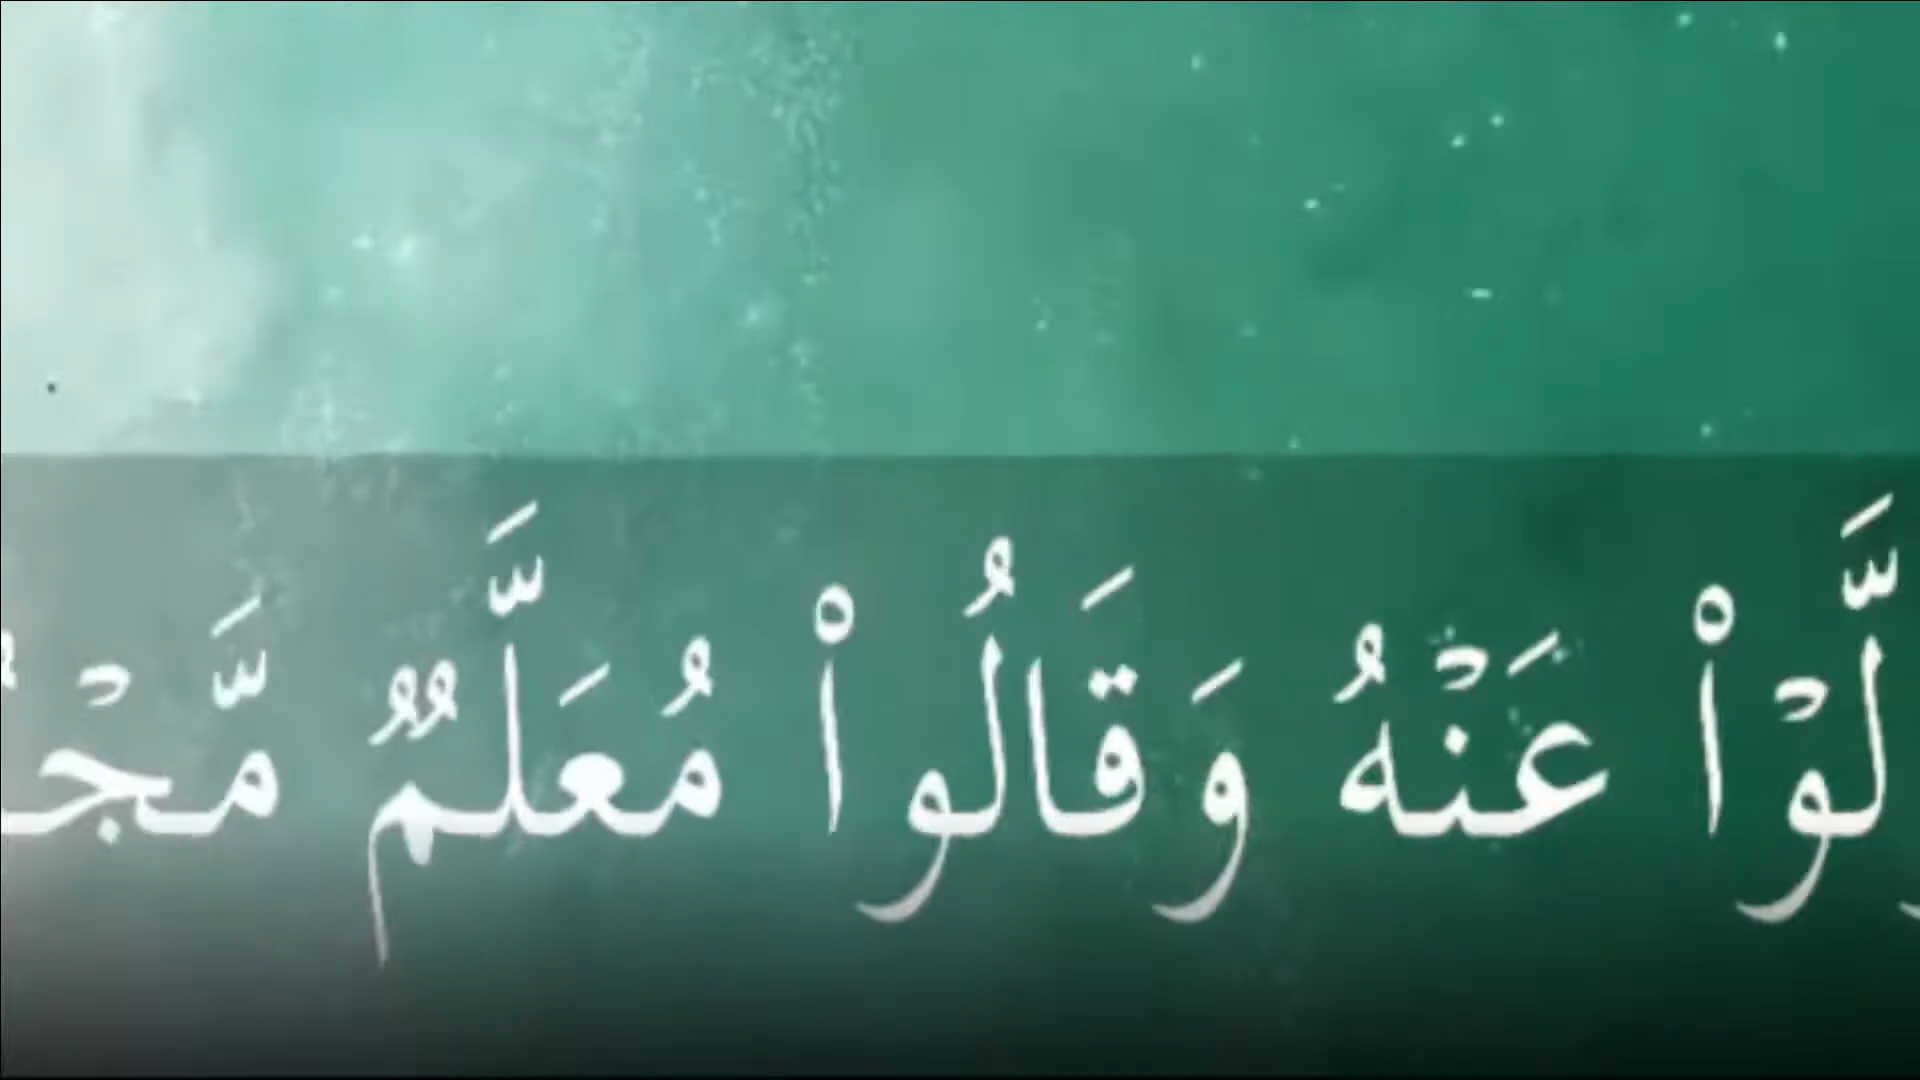 لَّوْا۟ عَنْهُ وَقَالُوا۟ مُعَلَّمٌ مَّجْ